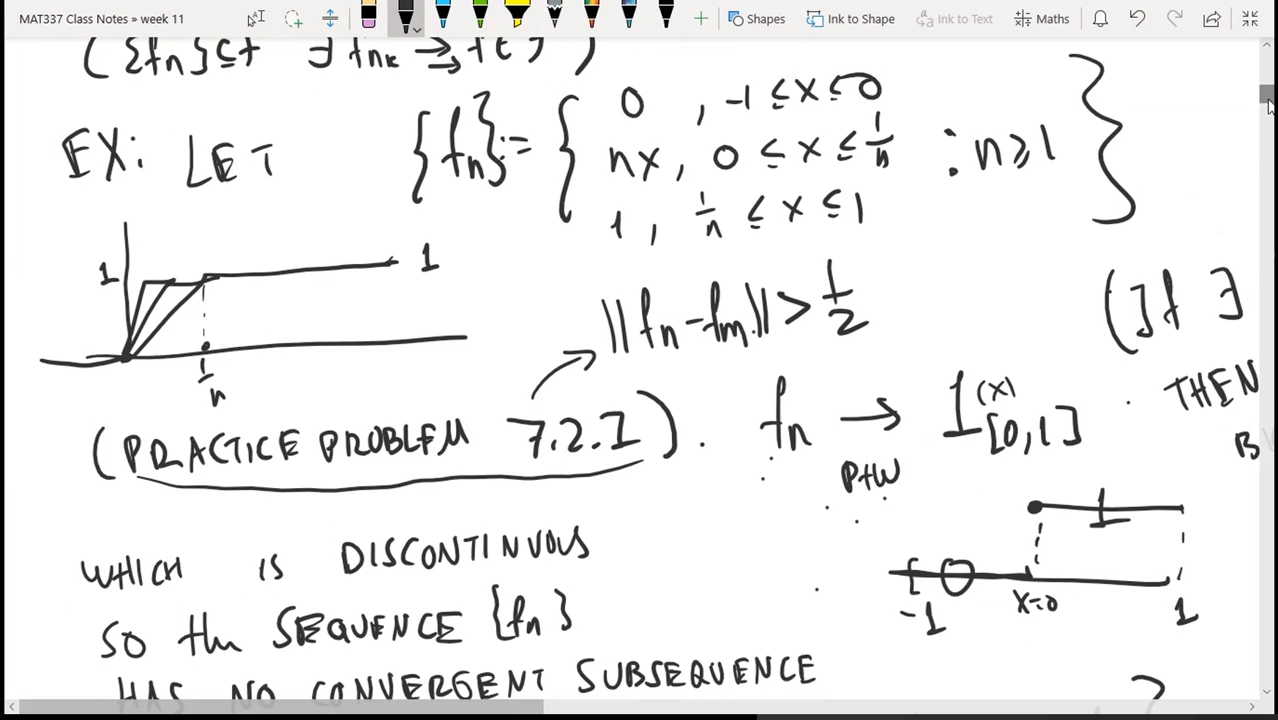 MAT337 Class Notes » week 11
Shapes Ink to Shape Ink to Text Maths
({fn}⊆F ∃ fnk
EX: LET {fn} := { 0 , -1 ≤ x ≤ 0
nx, 0 ≤ x ≤ 1/n : n ≥ 1 }
1 , 1/n ≤ x ≤ 1
1 1
1/n
||fn-fm|| > 1/2
(∃f ∃
(PRACTICE PROBLEM 7.2.I). fn → 1(x)[0,1] . THEN
PtW
B
1
WHICH IS DISCONTINUOUS
-1 0 x=0 1
SO the SEQUENCE {fn}
HAS NO CONVERGENT SUBSEQUENCE